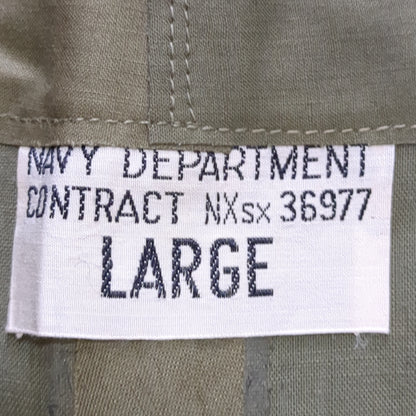 NAVY DEPARTMENT
CONTRACT NXsx 36977
LARGE